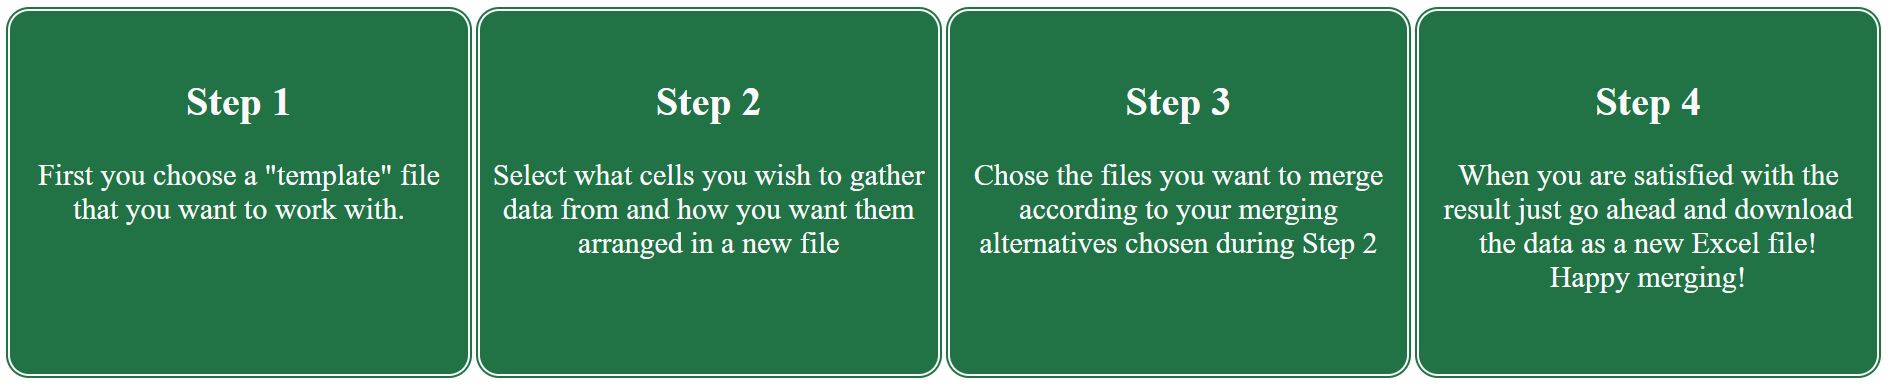 Step 1
First you choose a "template" file
that you want to work with.
Step 2
Select what cells you wish to gather
data from and how you want them
arranged in a new file
Step 3
Chose the files you want to merge
according to your merging
alternatives chosen during Step 2
Step 4
When you are satisfied with the
result just go ahead and download
the data as a new Excel file!
Happy merging!